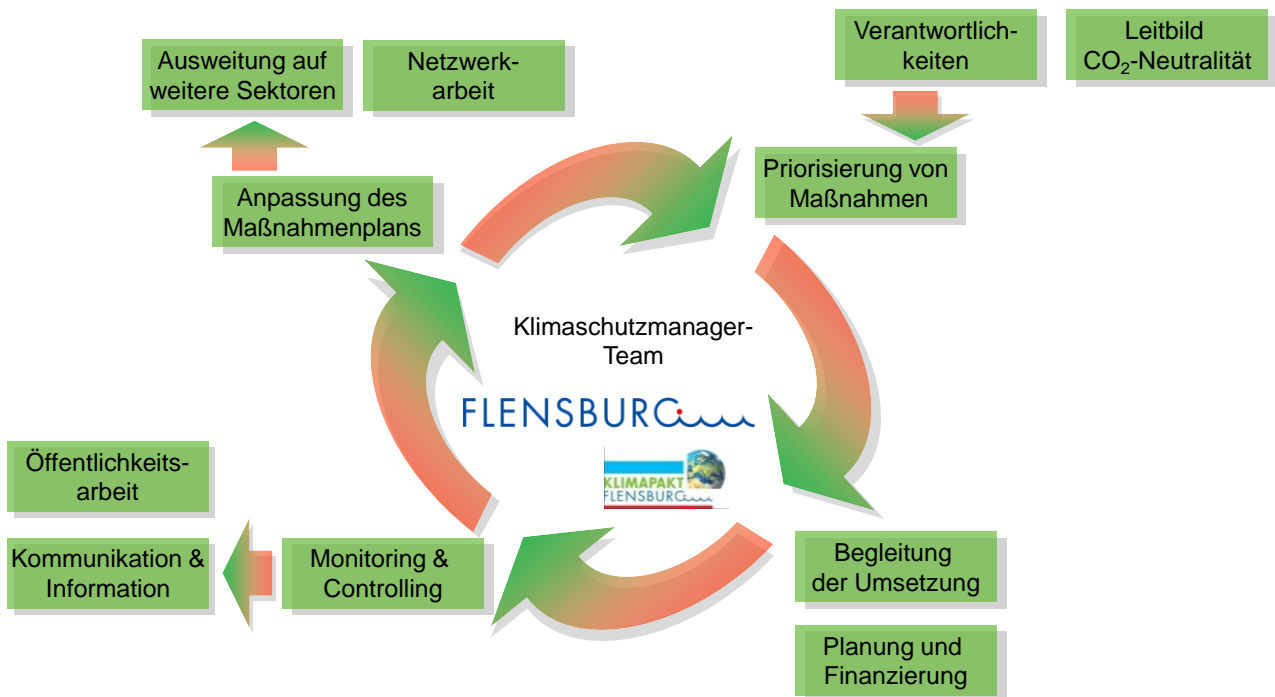 Ausweitung auf
weitere Sektoren
Netzwerk-
arbeit
Verantwortlich-
keiten
Leitbild
CO₂-Neutralität
Anpassung des
Maßnahmenplans
Priorisierung von
Maßnahmen
Klimaschutzmanager-
Team
FLENSBURG
KLIMAPAKT
FLENSBURG
Öffentlichkeits-
arbeit
Kommunikation &
Information
Monitoring &
Controlling
Begleitung
der Umsetzung
Planung und
Finanzierung